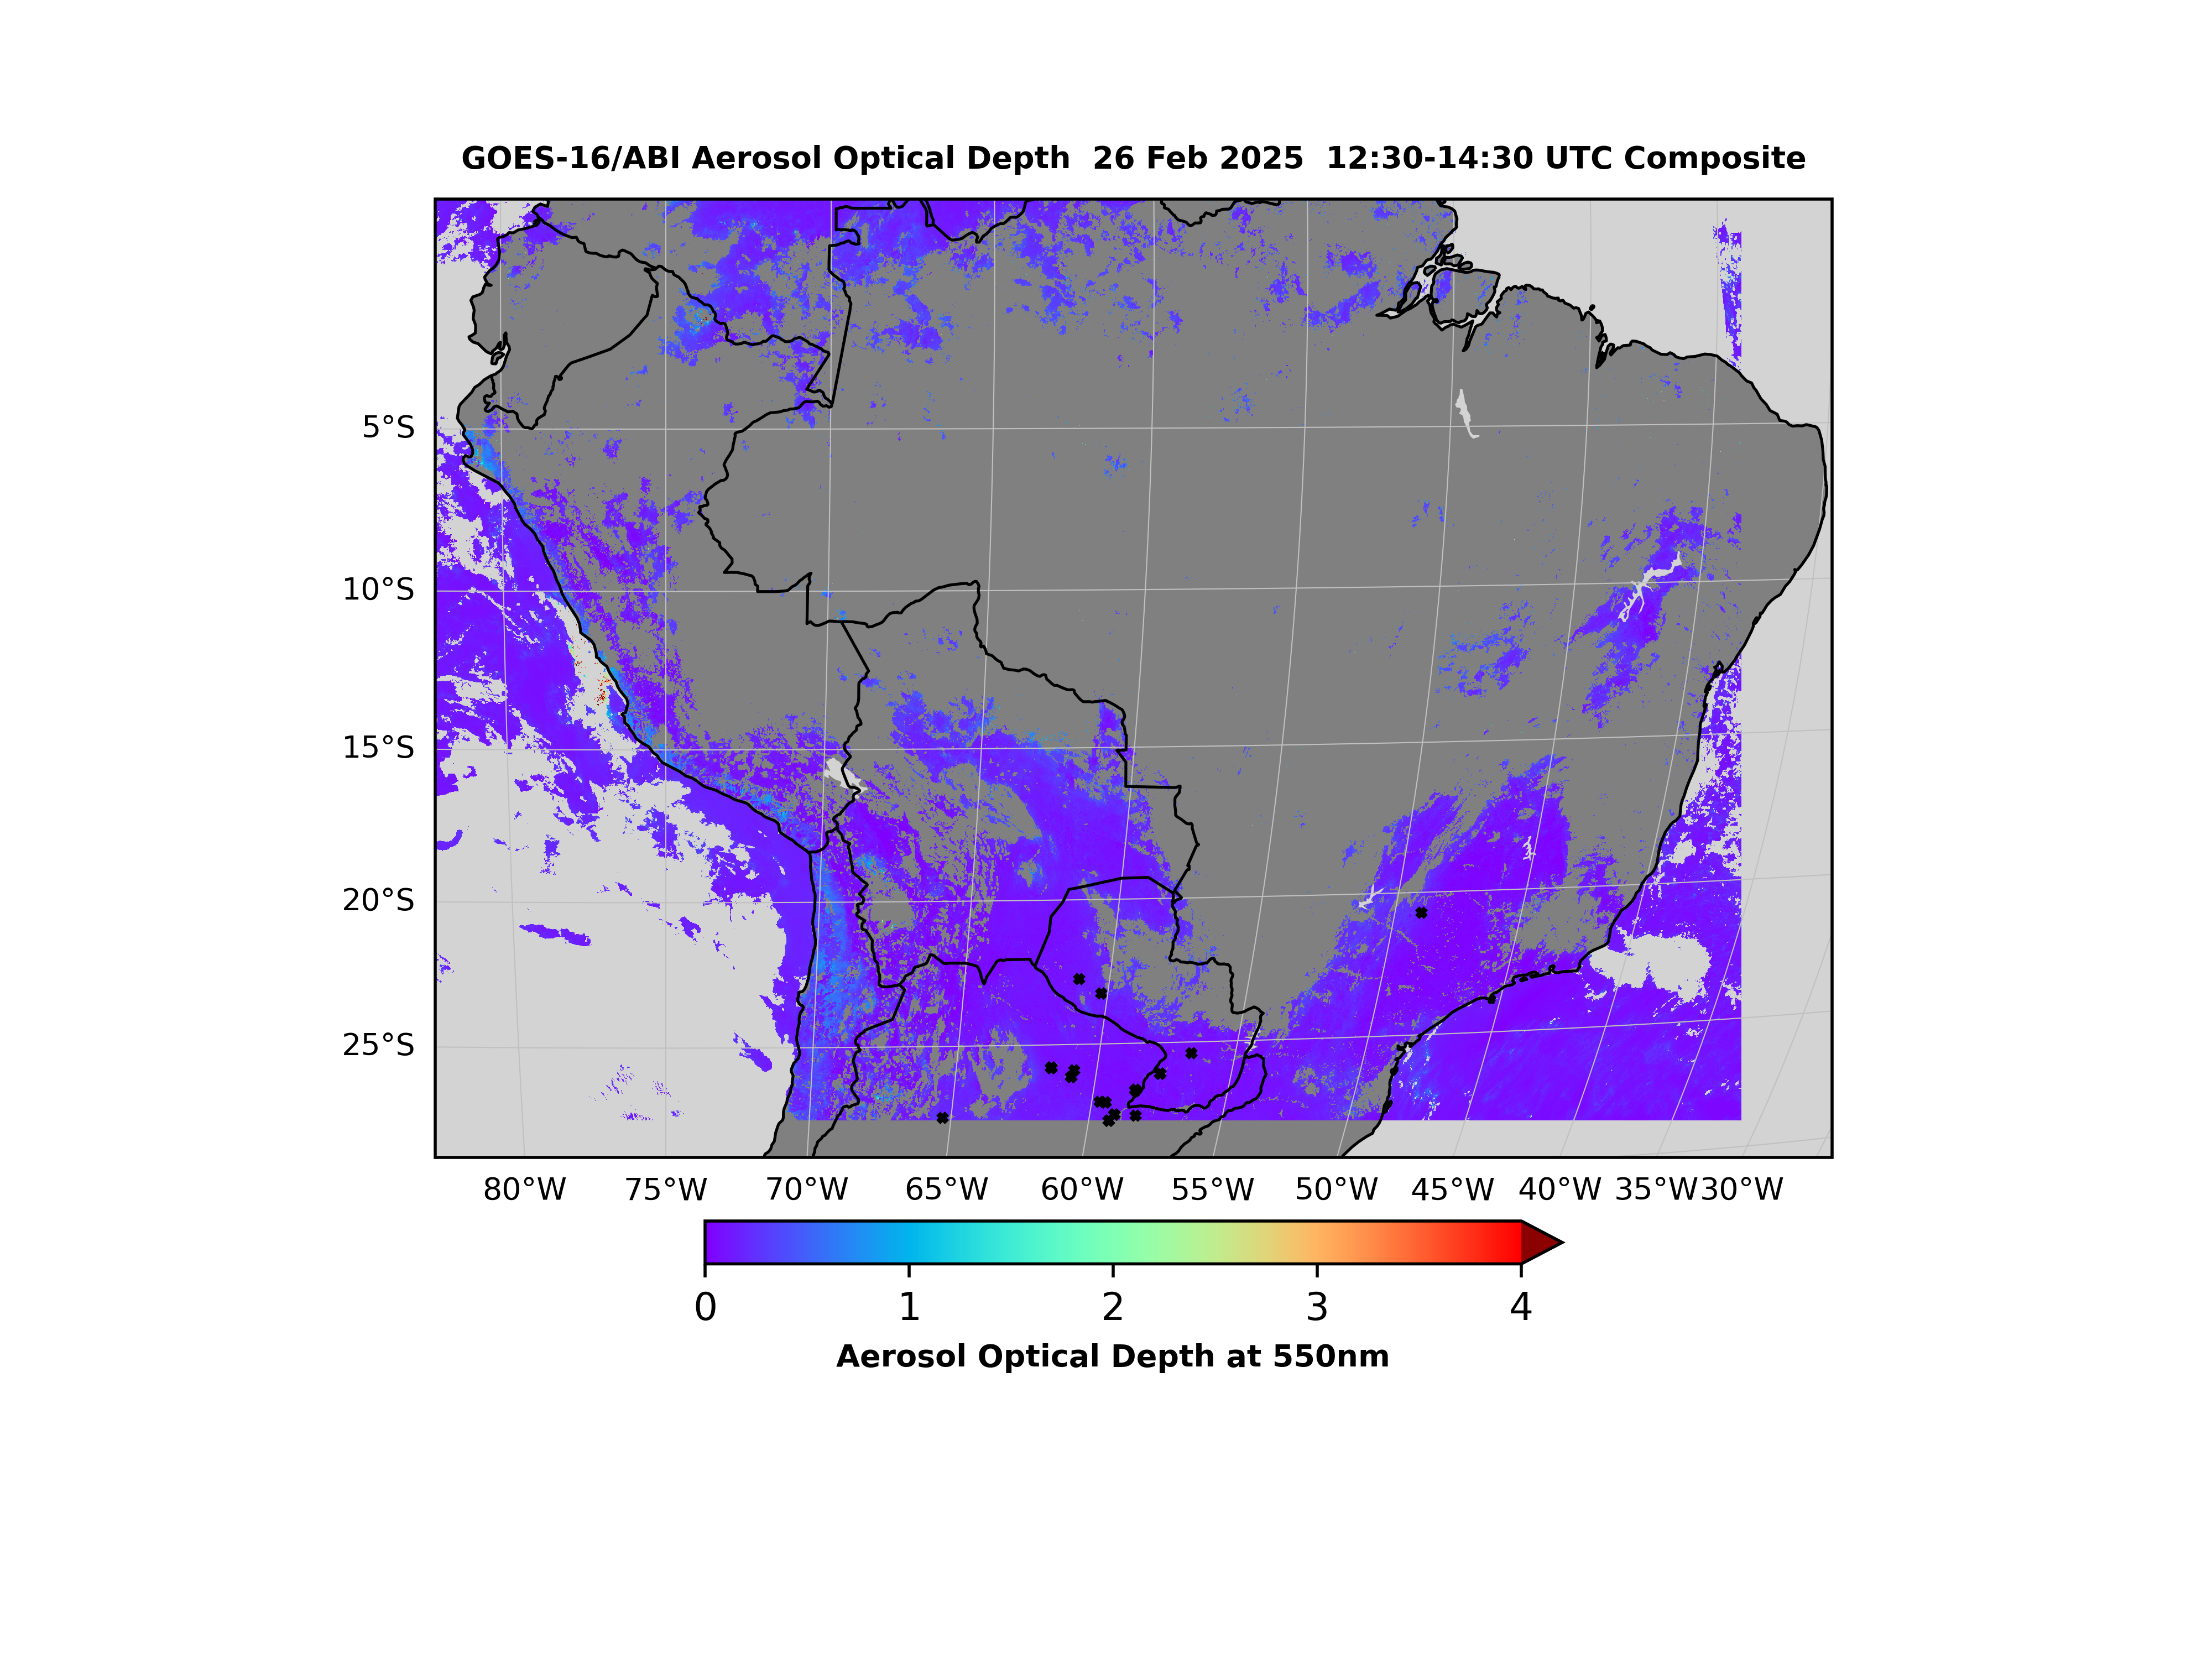 GOES-16/ABI Aerosol Optical Depth  26 Feb 2025  12:30-14:30 UTC Composite
5°S
10°S
15°S
20°S
25°S
80°W 75°W 70°W 65°W 60°W 55°W 50°W 45°W 40°W 35°W 30°W
0 1 2 3 4
Aerosol Optical Depth at 550nm